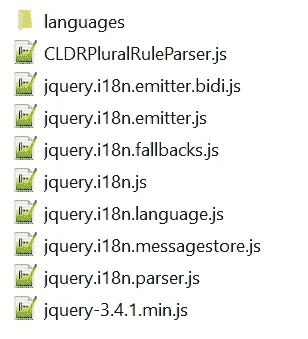 languages
CLDRPluralRuleParser.js
jquery.i18n.emitter.bidi.js
jquery.i18n.emitter.js
jquery.i18n.fallbacks.js
jquery.i18n.js
jquery.i18n.language.js
jquery.i18n.messagestore.js
jquery.i18n.parser.js
jquery-3.4.1.min.js